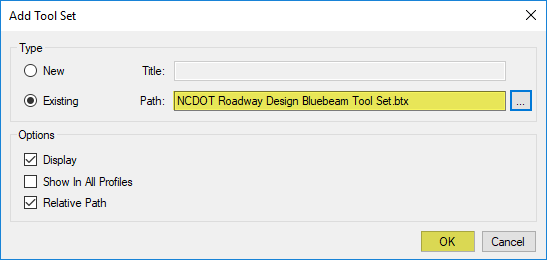 Add Tool Set
Type
New Title:
Existing Path: NCDOT Roadway Design Bluebeam Tool Set.btx ...
Options
Display
Show In All Profiles
Relative Path
OK Cancel